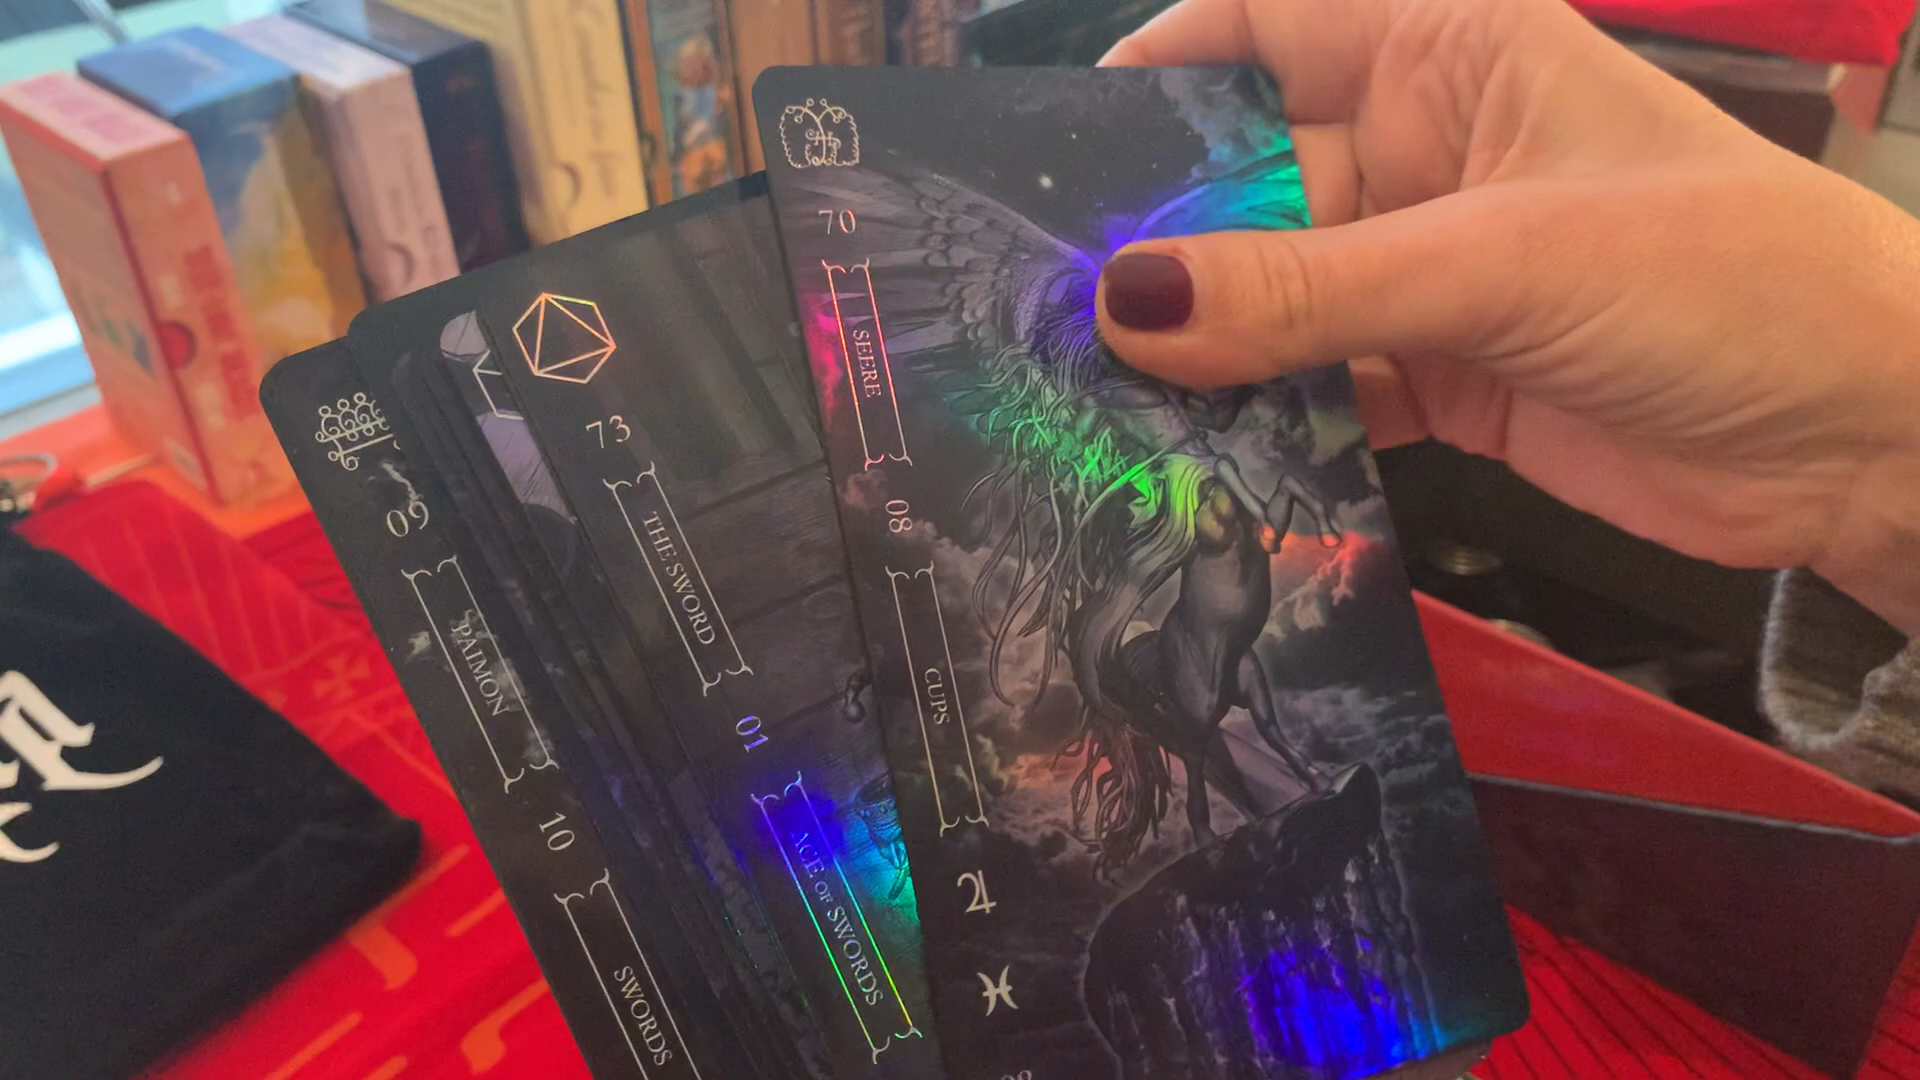 09
PAIMON
10
SWORDS
73
THE SWORD
01
ACE OF SWORDS
70
SEERE
08
CUPS